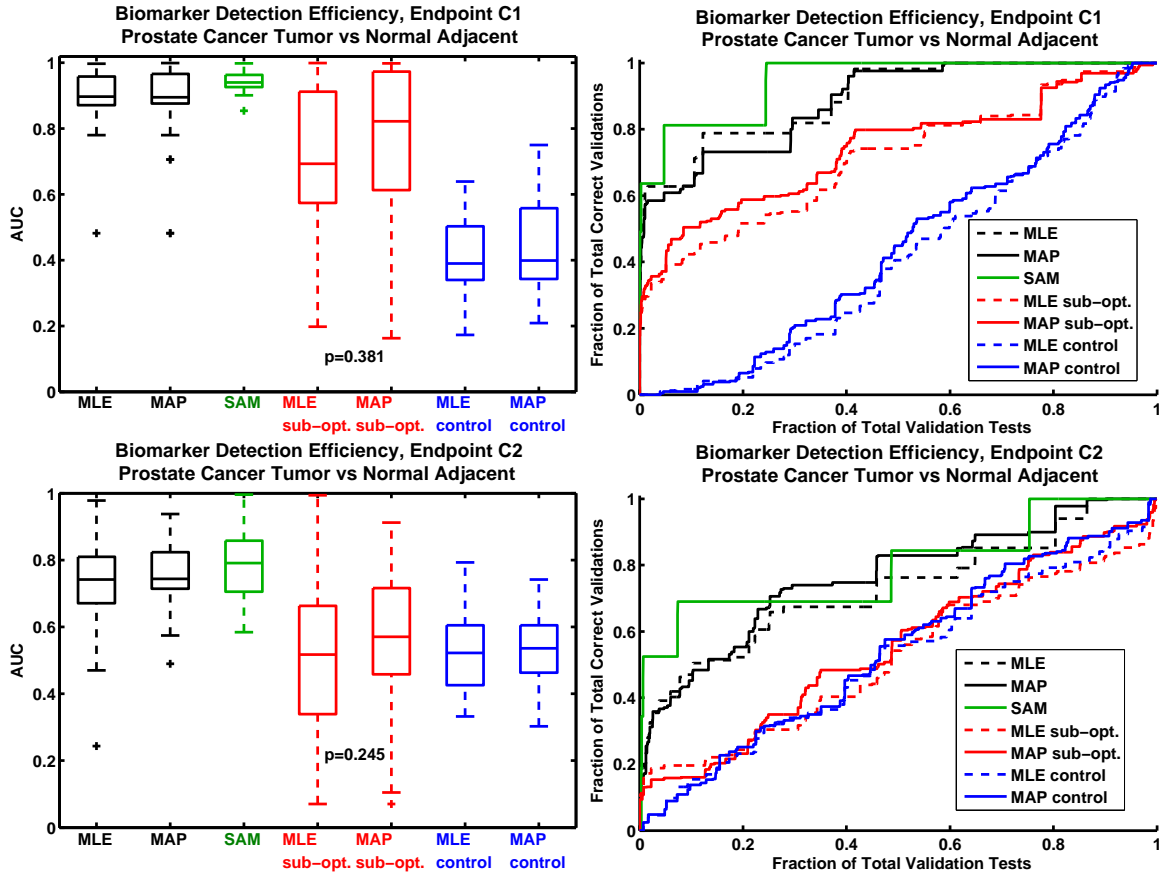 Biomarker Detection Efficiency, Endpoint C1
Prostate Cancer Tumor vs Normal Adjacent
1
0.8
0.6
0.4
0.2
0
AUC
p=0.381
MLE MAP SAM MLE MAP MLE MAP
sub−opt. sub−opt. control control
Biomarker Detection Efficiency, Endpoint C1
Prostate Cancer Tumor vs Normal Adjacent
1
0.8
0.6
0.4
0.2
0
Fraction of Total Correct Validations
MLE
MAP
SAM
MLE sub−opt.
MAP sub−opt.
MLE control
MAP control
0 0.2 0.4 0.6 0.8 1
Fraction of Total Validation Tests
Biomarker Detection Efficiency, Endpoint C2
Prostate Cancer Tumor vs Normal Adjacent
1
0.8
0.6
0.4
0.2
0
AUC
p=0.245
MLE MAP SAM MLE MAP MLE MAP
sub−opt. sub−opt. control control
Biomarker Detection Efficiency, Endpoint C2
Prostate Cancer Tumor vs Normal Adjacent
1
0.8
0.6
0.4
0.2
0
Fraction of Total Correct Validations
MLE
MAP
SAM
MLE sub−opt.
MAP sub−opt.
MLE control
MAP control
0 0.2 0.4 0.6 0.8 1
Fraction of Total Validation Tests